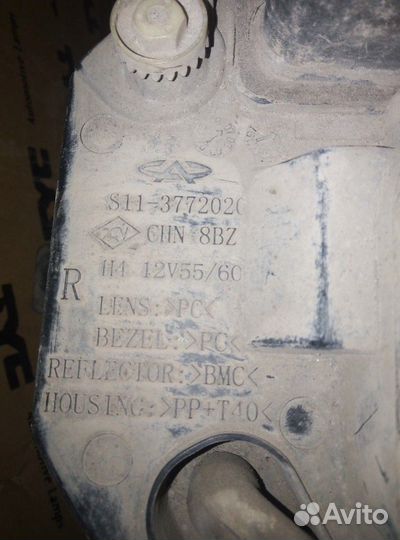 S11-3772020
CHN 8BZ
H4 12V55/60
R
LENS:>PC<
BEZEL:>PC<
REFLECTOR:>BMC<
HOUSING:>PP+T40<
Avito